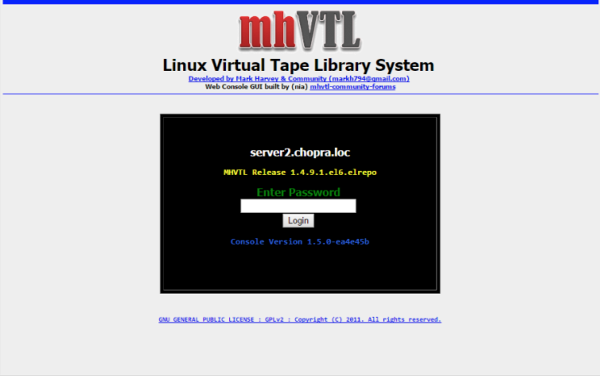 mhVTL
Linux Virtual Tape Library System
Developed by Mark Harvey & Community (markh794@gmail.com)
Web Console GUI built by (nia) mhvtl-community-forums
server2.chopra.loc
MHVTL Release 1.4.9.1.el6.elrepo
Enter Password
Login
Console Version 1.5.0-ea4e45b
GNU GENERAL PUBLIC LICENSE : GPLv2 : Copyright (C) 2011. All rights reserved.